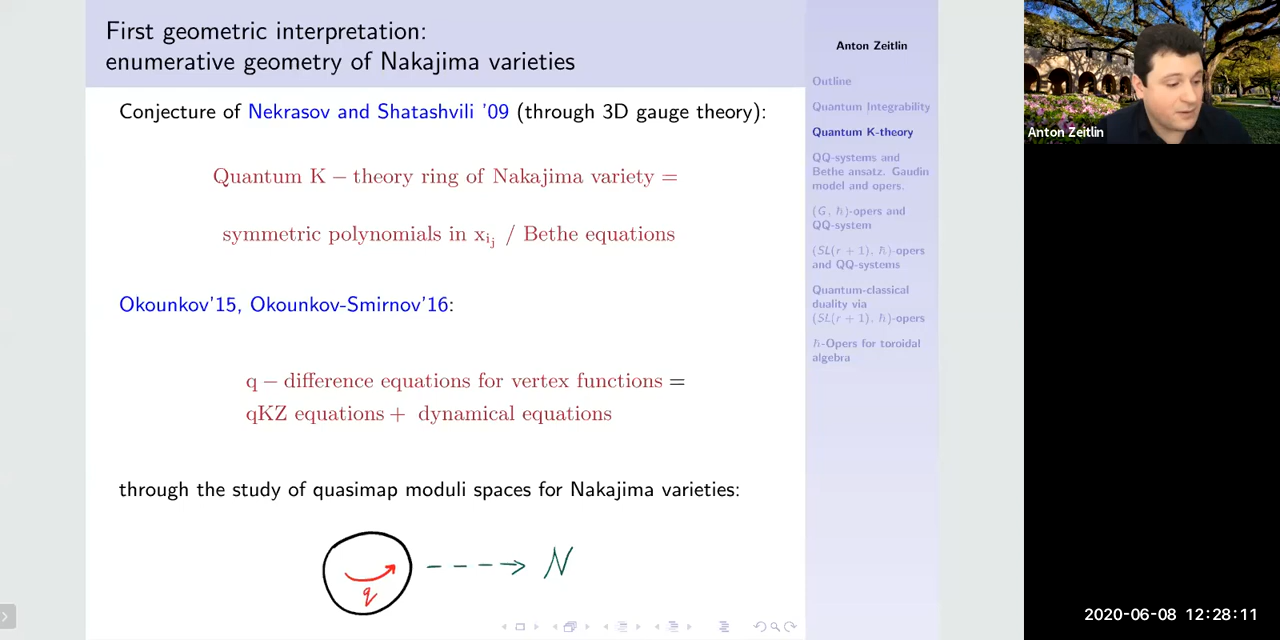 First geometric interpretation:
enumerative geometry of Nakajima varieties
Conjecture of Nekrasov and Shatashvili '09 (through 3D gauge theory):
Quantum K − theory ring of Nakajima variety =
symmetric polynomials in x_{i_j} / Bethe equations
Okounkov'15, Okounkov-Smirnov'16:
q − difference equations for vertex functions =
qKZ equations + dynamical equations
through the study of quasimap moduli spaces for Nakajima varieties:
q
N
Anton Zeitlin
Outline
Quantum Integrability
Quantum K-theory
QQ-systems and
Bethe ansatz. Gaudin
model and opers.
(G, ħ)-opers and
QQ-system
(SL(r + 1), ħ)-opers
and QQ-systems
Quantum-classical
duality via
(SL(r + 1), ħ)-opers
ħ-Opers for toroidal
algebra
Anton Zeitlin
2020-06-08 12:28:11